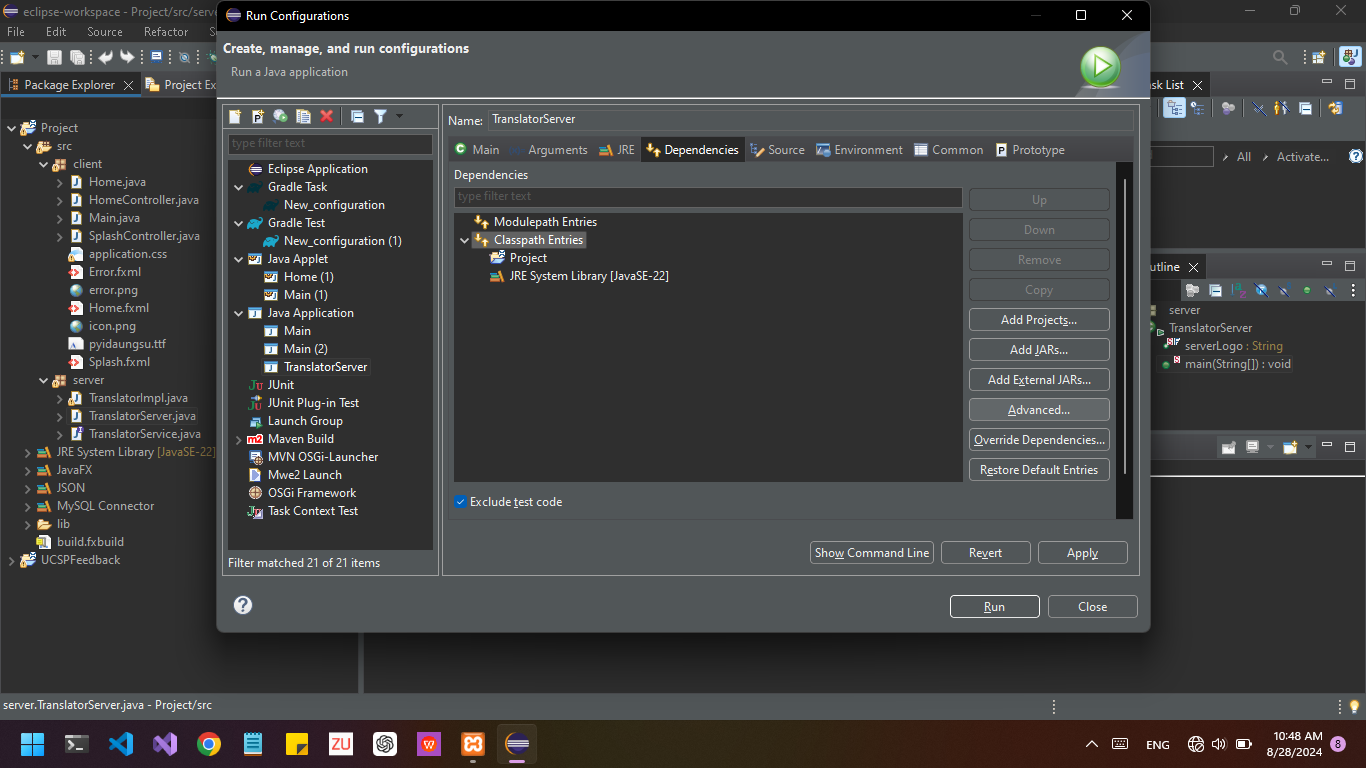 eclipse-workspace - Project/src/serve
Run Configurations
File Edit Source Refactor
Create, manage, and run configurations
Run a Java application
Package Explorer
Project Ex
Project
src
client
Home.java
HomeController.java
Main.java
SplashController.java
application.css
Error.fxml
error.png
Home.fxml
icon.png
pyidaungsu.ttf
Splash.fxml
server
TranslatorImpl.java
TranslatorServer.java
TranslatorService.java
JRE System Library [JavaSE-22]
JavaFX
JSON
MySQL Connector
lib
build.fxbuild
UCSPFeedback
type filter text
Eclipse Application
Gradle Task
New_configuration
Gradle Test
New_configuration (1)
Java Applet
Home (1)
Main (1)
Java Application
Main
Main (2)
TranslatorServer
JUnit
JUnit Plug-in Test
Launch Group
Maven Build
MVN OSGi-Launcher
Mwe2 Launch
OSGi Framework
Task Context Test
Filter matched 21 of 21 items
Name: TranslatorServer
Main Arguments JRE Dependencies Source Environment Common Prototype
Dependencies
type filter text
Modulepath Entries
Classpath Entries
Project
JRE System Library [JavaSE-22]
Up
Down
Remove
Copy
Add Projects...
Add JARs...
Add External JARs...
Advanced...
Override Dependencies...
Restore Default Entries
Exclude test code
Show Command Line Revert Apply
Run Close
sk List
All Activate...
utline
server
TranslatorServer
serverLogo : String
main(String[]) : void
server.TranslatorServer.java - Project/src
ZU
ENG
10:48 AM
8/28/2024
8